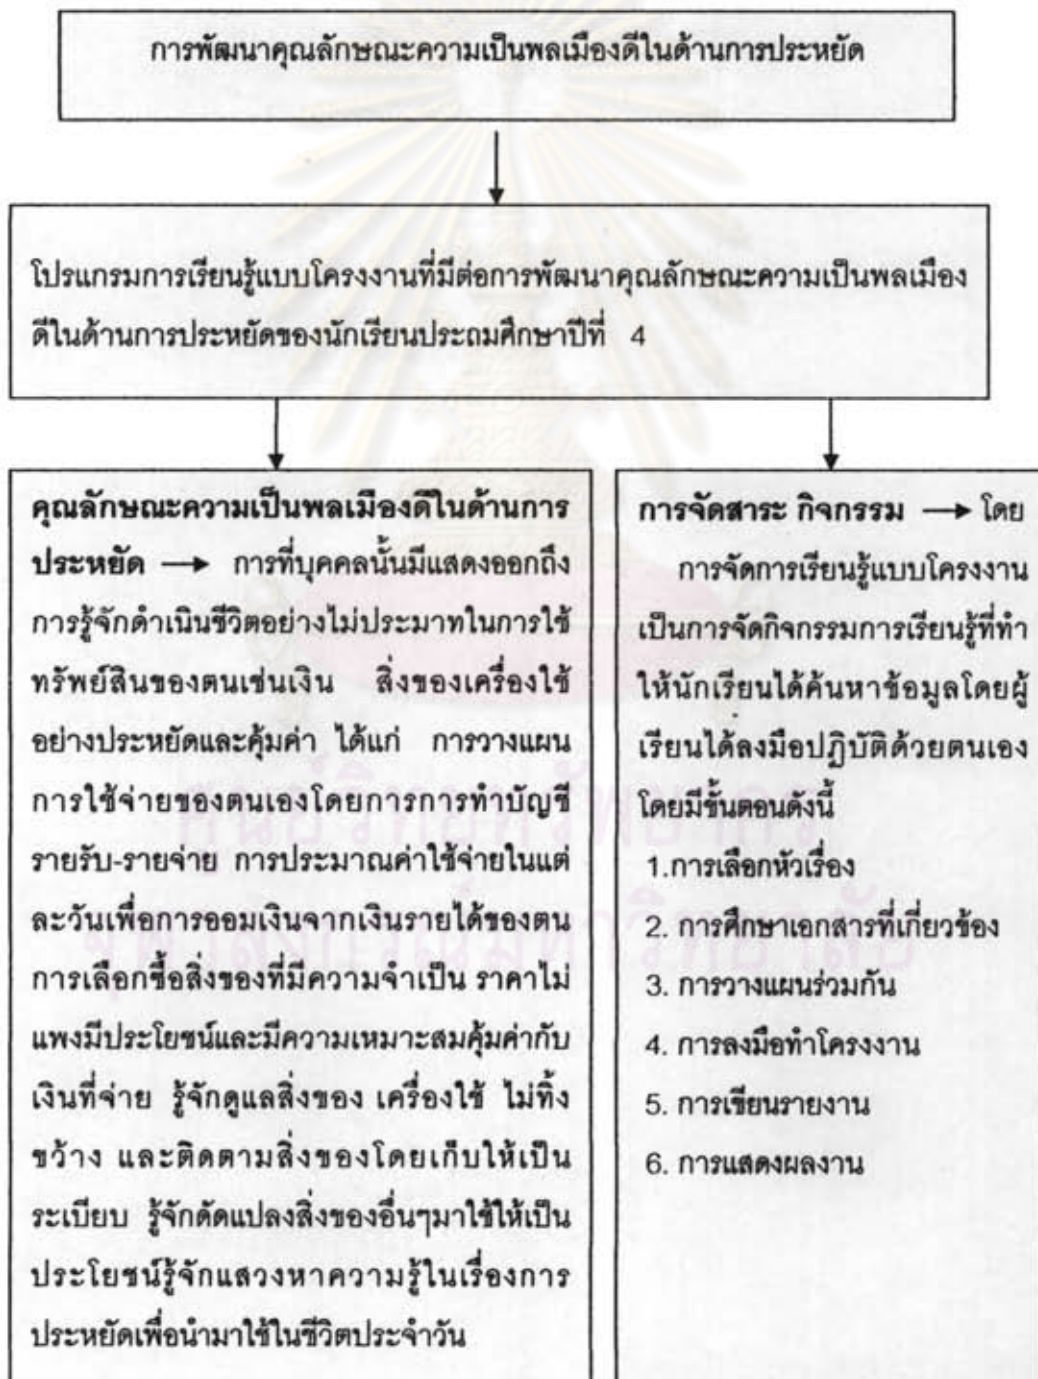 การพัฒนาคุณลักษณะความเป็นพลเมืองดีในด้านการประหยัด
โปรแกรมการเรียนรู้แบบโครงงานที่มีต่อการพัฒนาคุณลักษณะความเป็นพลเมือง
ดีในด้านการประหยัดของนักเรียนประถมศึกษาปีที่ 4
คุณลักษณะความเป็นพลเมืองดีในด้านการ
ประหยัด → การที่บุคคลนั้นมีแสดงออกถึง
การรู้จักดำเนินชีวิตอย่างไม่ประมาทในการใช้
ทรัพย์สินของตนเช่นเงิน สิ่งของเครื่องใช้
อย่างประหยัดและคุ้มค่า ได้แก่ การวางแผน
การใช้จ่ายของตนเองโดยการการทำบัญชี
รายรับ-รายจ่าย การประมาณค่าใช้จ่ายในแต่
ละวันเพื่อการออมเงินจากเงินรายได้ของตน
การเลือกซื้อสิ่งของที่มีความจำเป็น ราคาไม่
แพงมีประโยชน์และมีความเหมาะสมคุ้มค่ากับ
เงินที่จ่าย รู้จักดูแลสิ่งของ เครื่องใช้ ไม่ทิ้ง
ขว้าง และติดตามสิ่งของโดยเก็บให้เป็น
ระเบียบ รู้จักดัดแปลงสิ่งของอื่นๆมาใช้ให้เป็น
ประโยชน์รู้จักแสวงหาความรู้ในเรื่องการ
ประหยัดเพื่อนำมาใช้ในชีวิตประจำวัน
การจัดสาระ กิจกรรม → โดย
การจัดการเรียนรู้แบบโครงงาน
เป็นการจัดกิจกรรมการเรียนรู้ที่ทำ
ให้นักเรียนได้ค้นหาข้อมูลโดยผู้
เรียนได้ลงมือปฏิบัติด้วยตนเอง
โดยมีขั้นตอนดังนี้
1.การเลือกหัวเรื่อง
2. การศึกษาเอกสารที่เกี่ยวข้อง
3. การวางแผนร่วมกัน
4. การลงมือทำโครงงาน
5. การเขียนรายงาน
6. การแสดงผลงาน
ศูนย์วิทยทรัพยากร
จุฬาลงกรณ์มหาวิทยาลัย